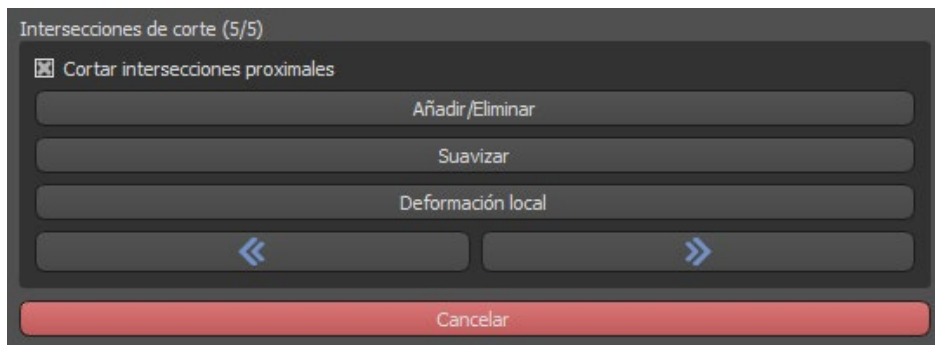 Intersecciones de corte (5/5)
Cortar intersecciones proximales
Añadir/Eliminar
Suavizar
Deformación local
Cancelar